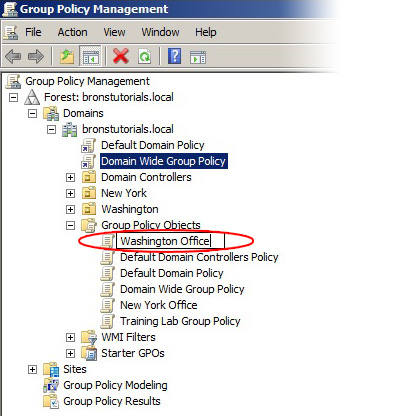 Group Policy Management
File Action View Window Help
Group Policy Management
Forest: bronstutorials.local
Domains
bronstutorials.local
Default Domain Policy
Domain Wide Group Policy
Domain Controllers
New York
Washington
Group Policy Objects
Washington Office
Default Domain Controllers Policy
Default Domain Policy
Domain Wide Group Policy
New York Office
Training Lab Group Policy
WMI Filters
Starter GPOs
Sites
Group Policy Modeling
Group Policy Results